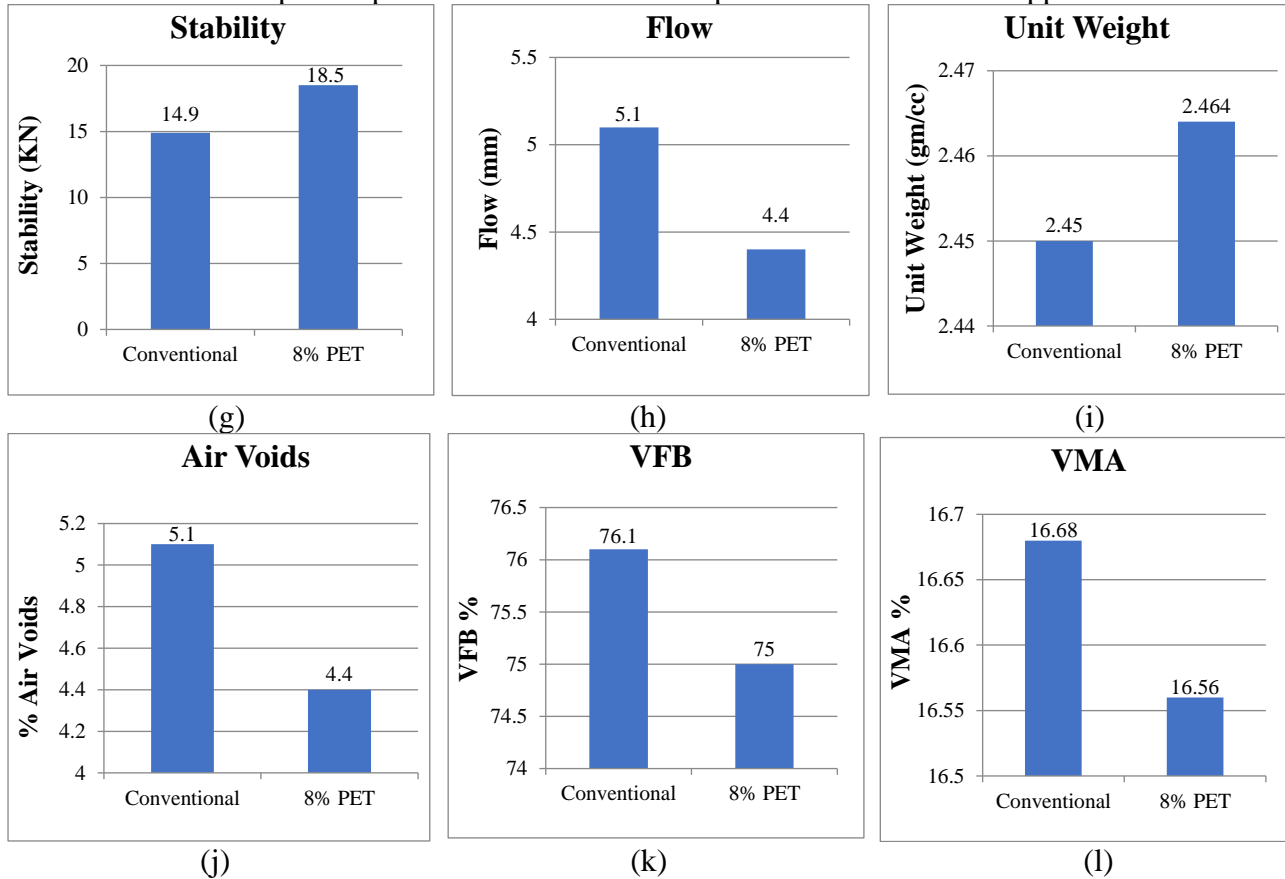 Stability
Stability (KN)
20
15
10
5
0
14.9
18.5
Conventional
8% PET
(g)
Flow
Flow (mm)
5.5
5
4.5
4
5.1
4.4
Conventional
8% PET
(h)
Unit Weight
Unit Weight (gm/cc)
2.47
2.46
2.45
2.44
2.45
2.464
Conventional
8% PET
(i)
Air Voids
% Air Voids
5.2
5
4.8
4.6
4.4
4.2
4
5.1
4.4
Conventional
8% PET
(j)
VFB
VFB %
76.5
76
75.5
75
74.5
74
76.1
75
Conventional
8% PET
(k)
VMA
VMA %
16.7
16.65
16.6
16.55
16.5
16.68
16.56
Conventional
8% PET
(l)